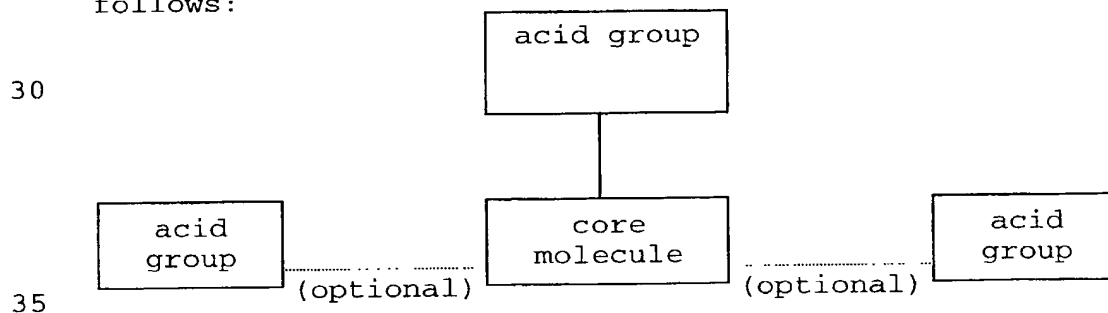 follows:
acid group
30
acid
group
core
molecule
acid
group
(optional)
(optional)
35